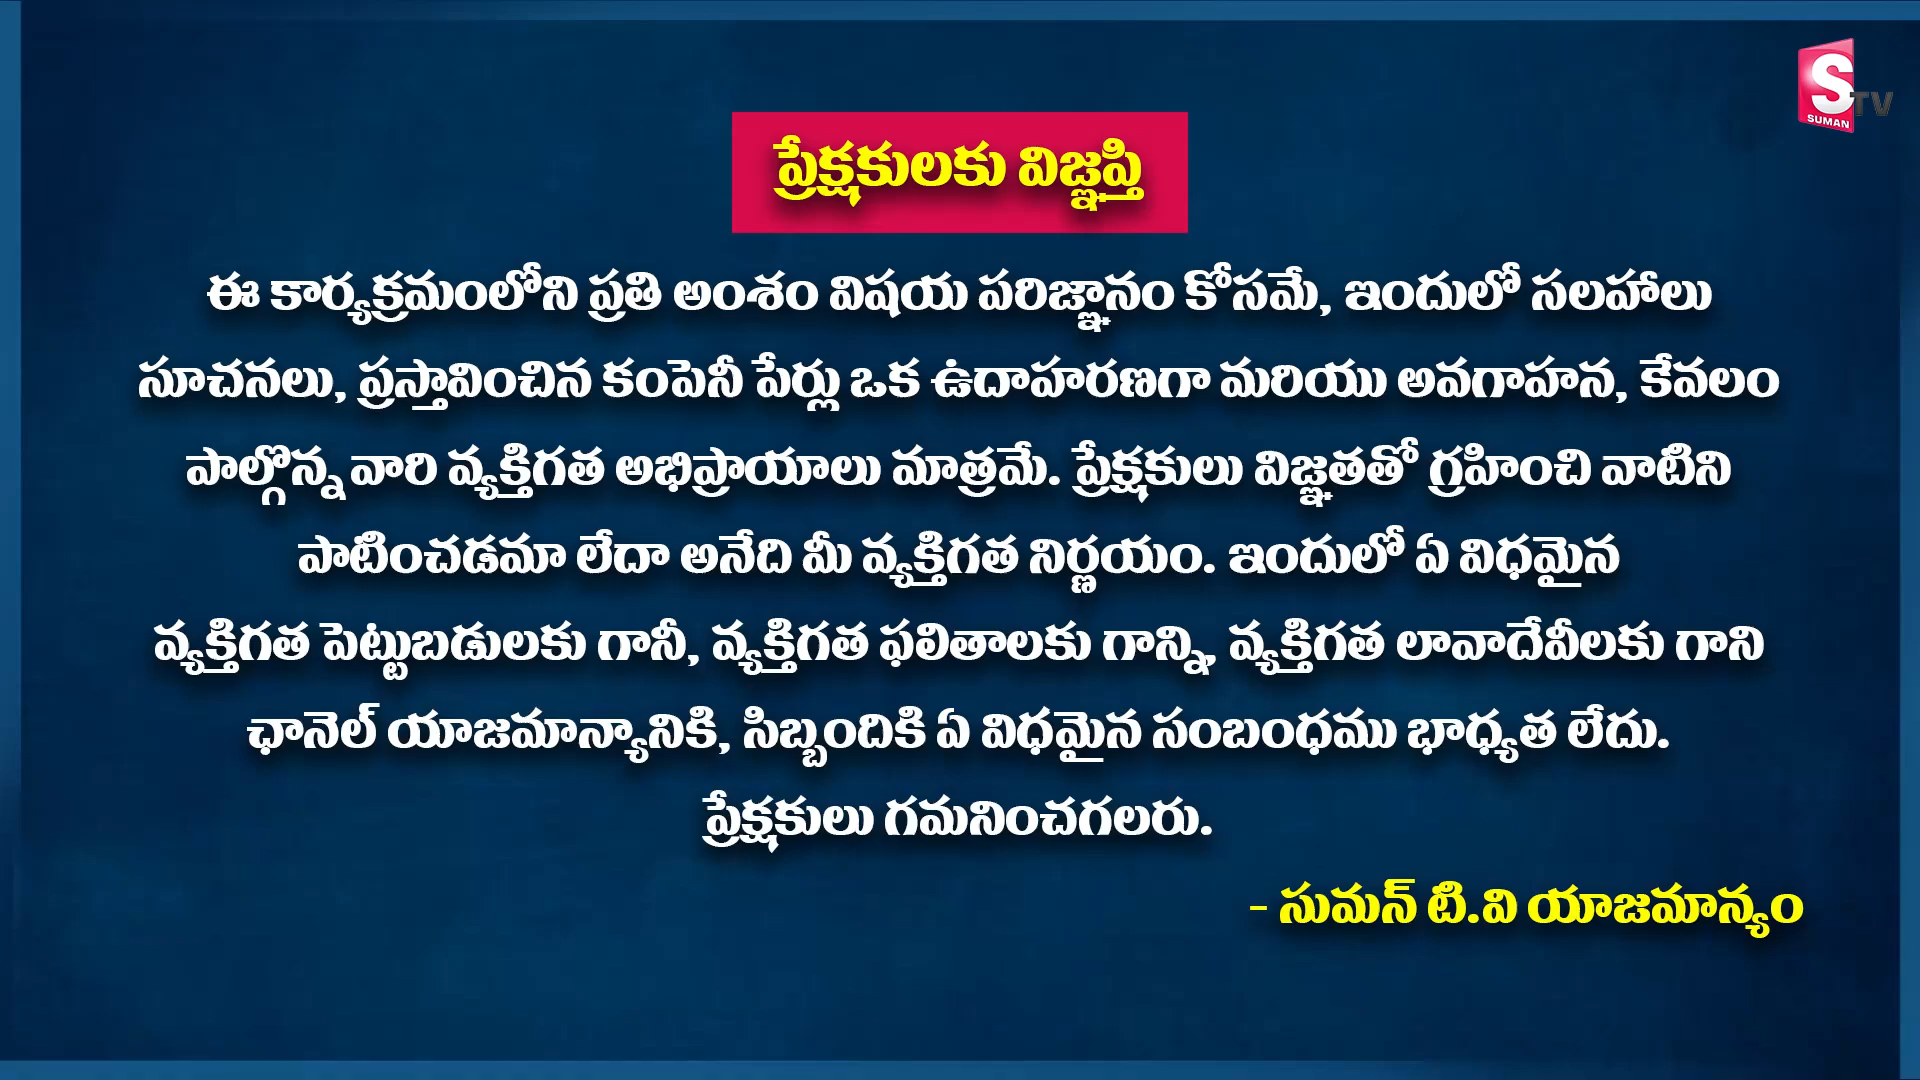 S TV
SUMAN
ప్రేక్షకులకు విజ్ఞప్తి
ఈ కార్యక్రమంలోని ప్రతి అంశం విషయ పరిజ్ఞానం కోసమే, ఇందులో సలహాలు
సూచనలు, ప్రస్తావించిన కంపెనీ పేర్లు ఒక ఉదాహరణగా మరియు అవగాహన, కేవలం
పాల్గొన్న వారి వ్యక్తిగత అభిప్రాయాలు మాత్రమే. ప్రేక్షకులు విజ్ఞతతో గ్రహించి వాటిని
పాటించడమా లేదా అనేది మీ వ్యక్తిగత నిర్ణయం. ఇందులో ఏ విధమైన
వ్యక్తిగత పెట్టుబడులకు గానీ, వ్యక్తిగత ఫలితాలకు గాన్ని, వ్యక్తిగత లావాదేవీలకు గాని
ఛానెల్ యాజమాన్యానికి, సిబ్బందికి ఏ విధమైన సంబంధము భాధ్యత లేదు.
ప్రేక్షకులు గమనించగలరు.
- సుమన్ టి.వి యాజమాన్యం